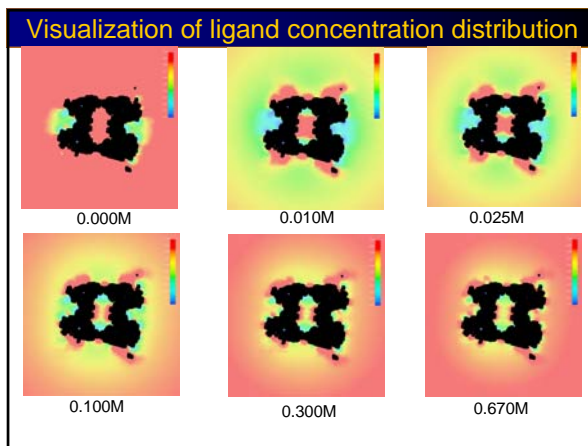 Visualization of ligand concentration distribution
0.000M
0.010M
0.025M
0.100M
0.300M
0.670M